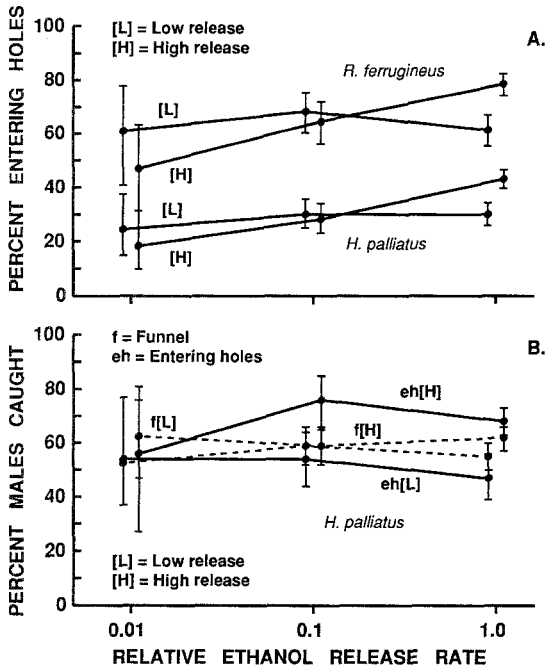 [L] = Low release
[H] = High release
A.
R. ferrugineus
PERCENT ENTERING HOLES
100
80
60
40
20
0
[L]
[H]
[L]
[H]
H. palliatus
f = Funnel
eh = Entering holes
B.
PERCENT MALES CAUGHT
100
80
60
40
20
0
eh[H]
f[L]
f[H]
eh[L]
H. palliatus
[L] = Low release
[H] = High release
0.01
0.1
1.0
RELATIVE ETHANOL RELEASE RATE